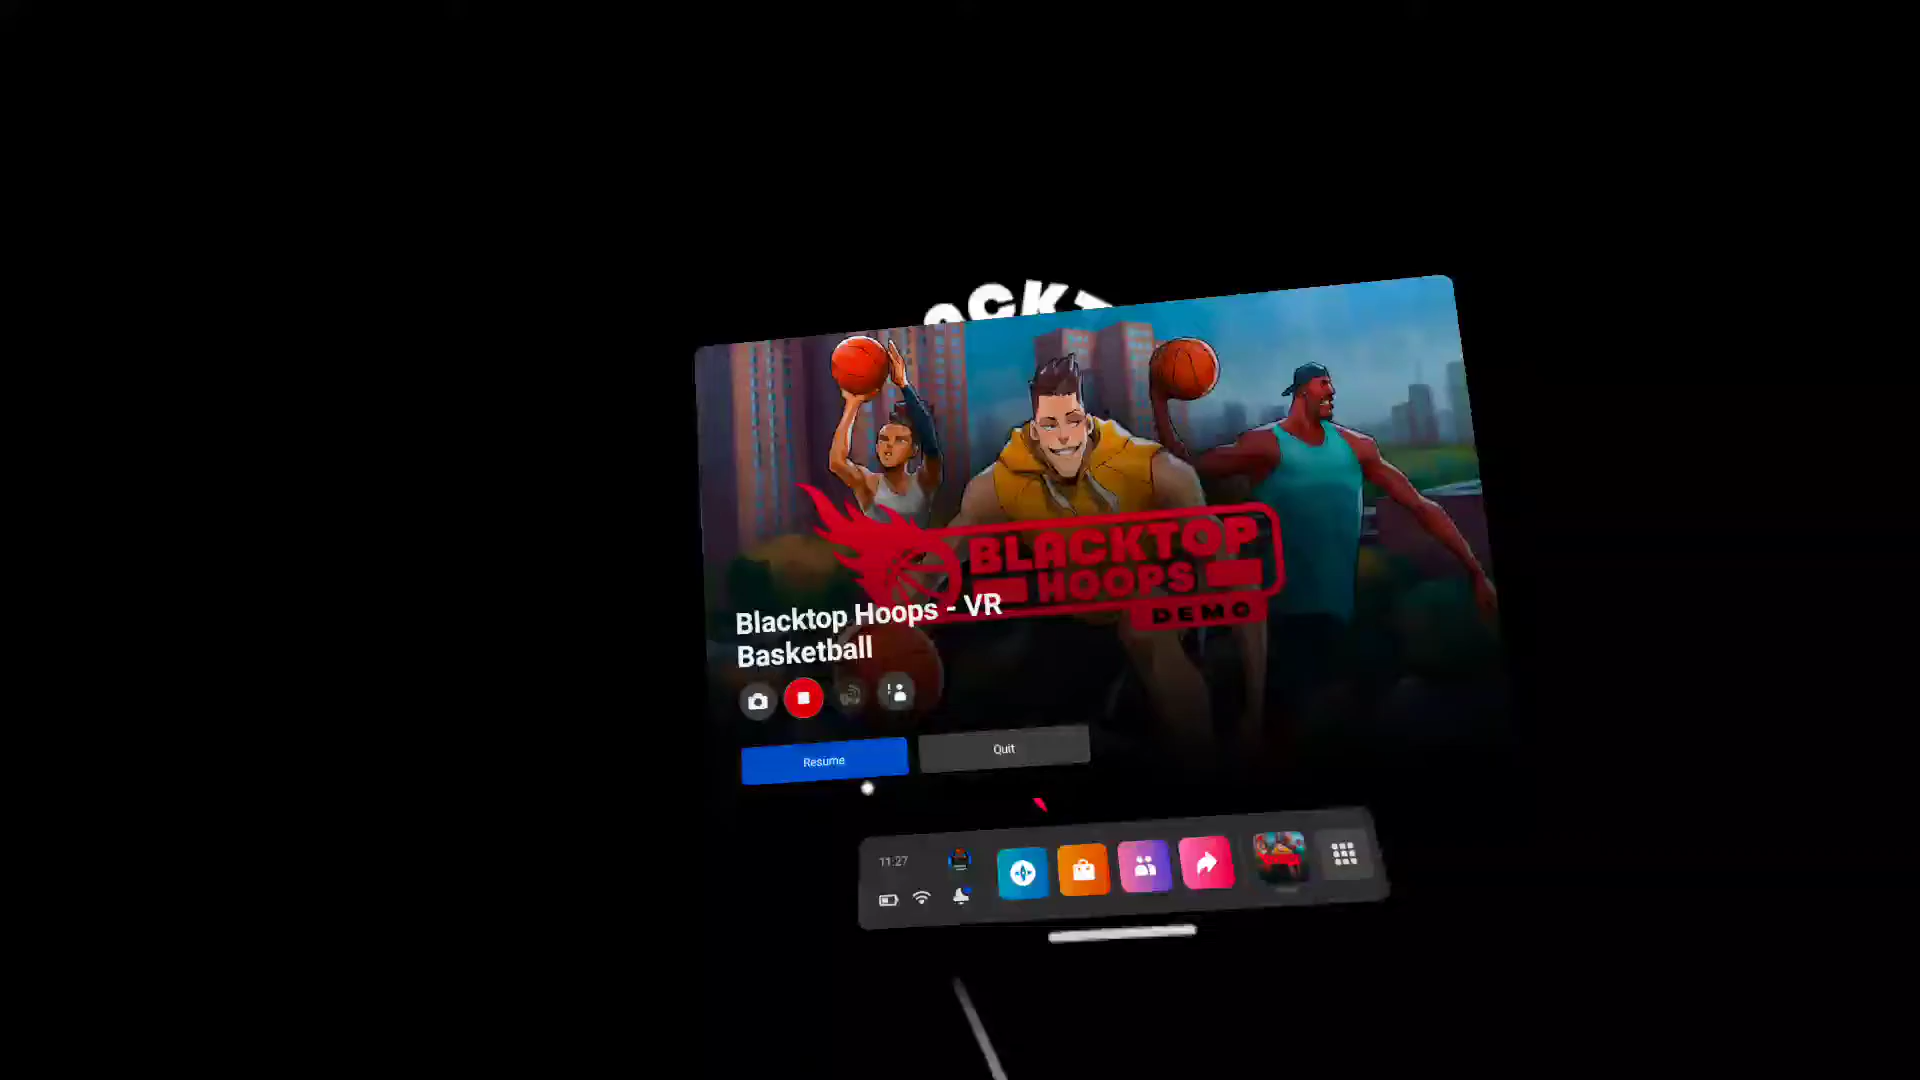 BLACKTOP
HOOPS
DEMO
Blacktop Hoops - VR
Basketball
Resume
Quit
11:27